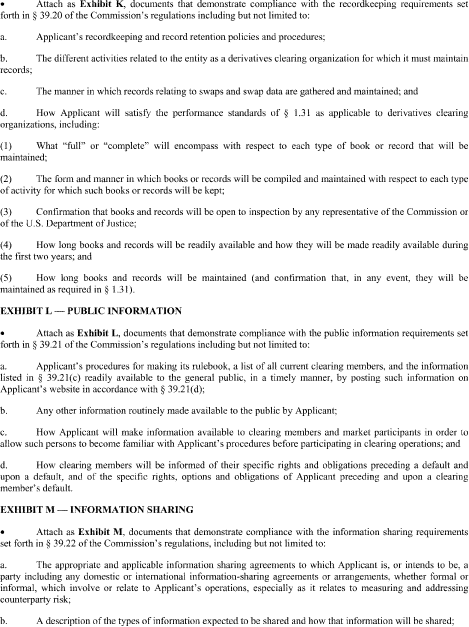 • Attach as Exhibit K, documents that demonstrate compliance with the recordkeeping requirements set
forth in § 39.20 of the Commission's regulations including but not limited to:
a. Applicant's recordkeeping and record retention policies and procedures;
b. The different activities related to the entity as a derivatives clearing organization for which it must maintain
records;
c. The manner in which records relating to swaps and swap data are gathered and maintained; and
d. How Applicant will satisfy the performance standards of § 1.31 as applicable to derivatives clearing
organizations, including:
(1) What "full" or "complete" will encompass with respect to each type of book or record that will be
maintained;
(2) The form and manner in which books or records will be compiled and maintained with respect to each type
of activity for which such books or records will be kept;
(3) Confirmation that books and records will be open to inspection by any representative of the Commission or
of the U.S. Department of Justice;
(4) How long books and records will be readily available and how they will be made readily available during
the first two years; and
(5) How long books and records will be maintained (and confirmation that, in any event, they will be
maintained as required in § 1.31).
EXHIBIT L — PUBLIC INFORMATION
• Attach as Exhibit L, documents that demonstrate compliance with the public information requirements set
forth in § 39.21 of the Commission's regulations, including but not limited to:
a. Applicant's procedures for making its rulebook, a list of all current clearing members, and the information
listed in § 39.21(c) readily available to the general public, in a timely manner, by posting such information on
Applicant's website in accordance with § 39.21(d);
b. Any other information routinely made available to the public by Applicant;
c. How Applicant will make information available to clearing members and market participants in order to
allow such persons to become familiar with Applicant's procedures before participating in clearing operations; and
d. How clearing members will be informed of their specific rights and obligations preceding a default and
upon a default, and of the specific rights, options and obligations of Applicant preceding and upon a clearing
member's default.
EXHIBIT M — INFORMATION SHARING
• Attach as Exhibit M, documents that demonstrate compliance with the information sharing requirements
set forth in § 39.22 of the Commission's regulations, including but not limited to:
a. The appropriate and applicable information sharing agreements to which Applicant is, or intends to be, a
party including any domestic or international information-sharing agreements or arrangements, whether formal or
informal, which involve or relate to Applicant's operations, especially as it relates to measuring and addressing
counterparty risk;
b. A description of the types of information expected to be shared and how that information will be shared;